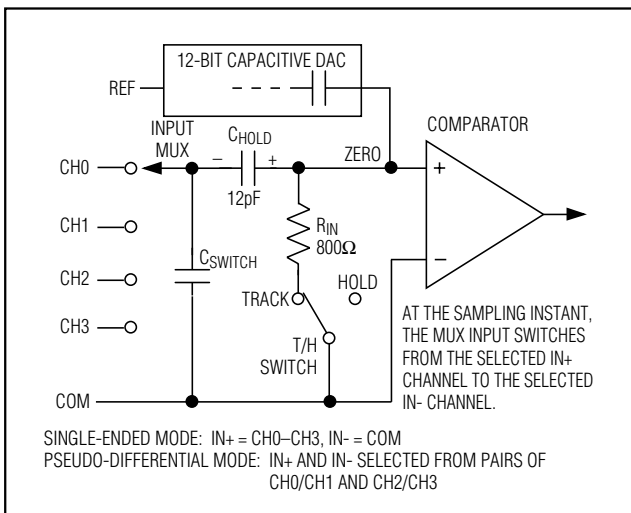 12-BIT CAPACITIVE DAC
REF
INPUT
MUX
C_HOLD
COMPARATOR
– +
ZERO
CH0
12pF
+
R_IN
800Ω
CH1
C_SWITCH
–
HOLD
CH2
TRACK
CH3
T/H
SWITCH
AT THE SAMPLING INSTANT,
THE MUX INPUT SWITCHES
FROM THE SELECTED IN+
CHANNEL TO THE SELECTED
IN- CHANNEL.
COM
SINGLE-ENDED MODE: IN+ = CH0–CH3, IN- = COM
PSEUDO-DIFFERENTIAL MODE: IN+ AND IN- SELECTED FROM PAIRS OF
CH0/CH1 AND CH2/CH3